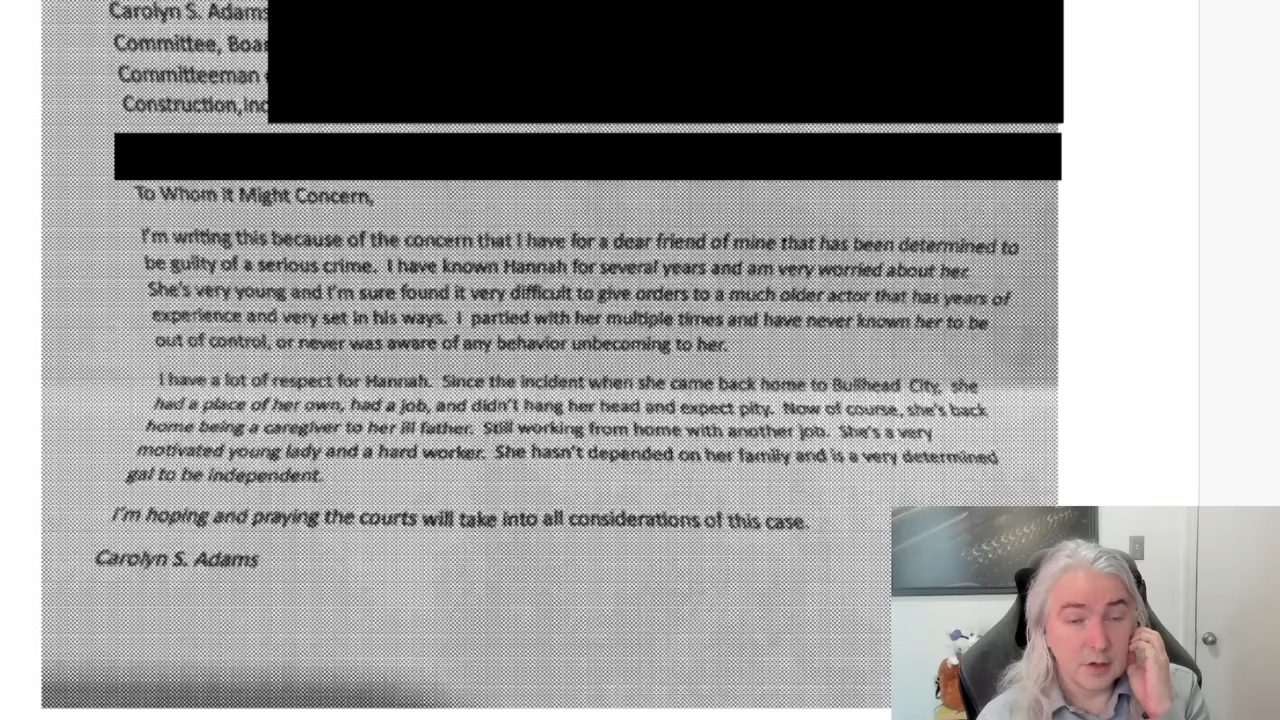 Carolyn S. Adams
Committee,
Committeeman
Construction,Inc
To Whom it Might Concern,
I'm writing this because of the concern that I have for a dear friend of mine that has been determined to
be guilty of a serious crime.  I have known Hannah for several years and am very worried about her.
She's very young and I'm sure found it very difficult to give orders to a much older actor that has years of
experience and very set in his ways.  I partied with her multiple times and have never known her to be
out of control, or never was aware of any behavior unbecoming to her.
I have a lot of respect for Hannah.  Since the incident when she came back home to Bullhead City, she
had a place of her own, had a job, and didn't hang her head and expect pity.  Now of course, she's back
home being a caregiver to her ill father.  Still working from home with another job.  She's a very
motivated young lady and a hard worker.  She hasn't depended on her family and is a very determined
gal to be independent.
I'm hoping and praying the courts will take into all considerations of this case.
Carolyn S. Adams